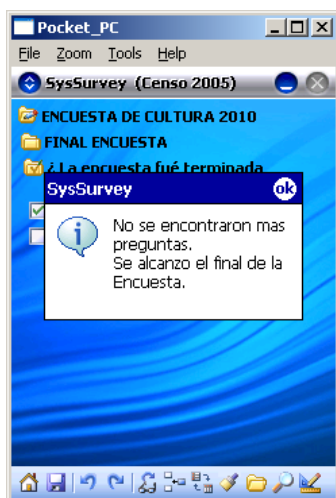 Pocket_PC
File Zoom Tools Help
SysSurvey (Censo 2005)
ENCUESTA DE CULTURA 2010
FINAL ENCUESTA
¿ La encuesta fué terminada
SysSurvey ok
No se encontraron mas
preguntas.
Se alcanzo el final de la
Encuesta.